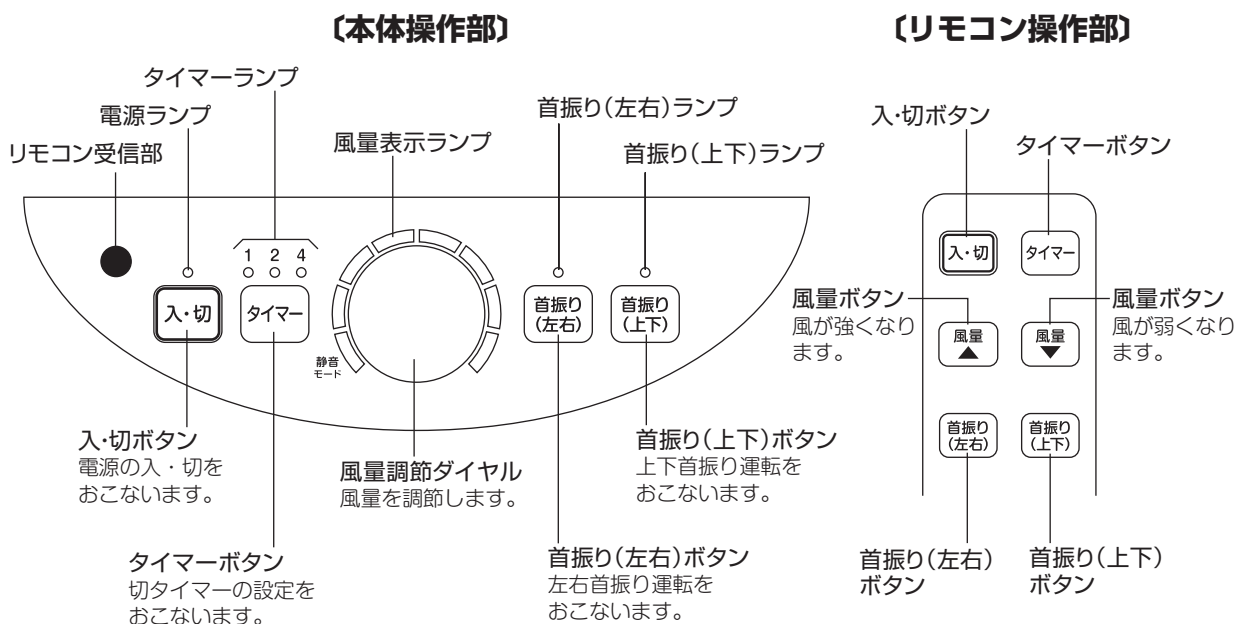 〔本体操作部〕
タイマーランプ
電源ランプ
リモコン受信部
風量表示ランプ
首振り(左右)ランプ
首振り(上下)ランプ
1 2 4
入・切
タイマー
静音
モード
首振り
(左右)
首振り
(上下)
入・切ボタン
電源の入・切を
おこないます。
タイマーボタン
切タイマーの設定を
おこないます。
風量調節ダイヤル
風量を調節します。
首振り(左右)ボタン
左右首振り運転を
おこないます。
首振り(上下)ボタン
上下首振り運転を
おこないます。
〔リモコン操作部〕
入・切ボタン
タイマーボタン
入・切
タイマー
風量ボタン
風が強くなり
ます。
風量
▲
風量
▼
風量ボタン
風が弱くなり
ます。
首振り
(左右)
首振り
(上下)
首振り(左右)
ボタン
首振り(上下)
ボタン